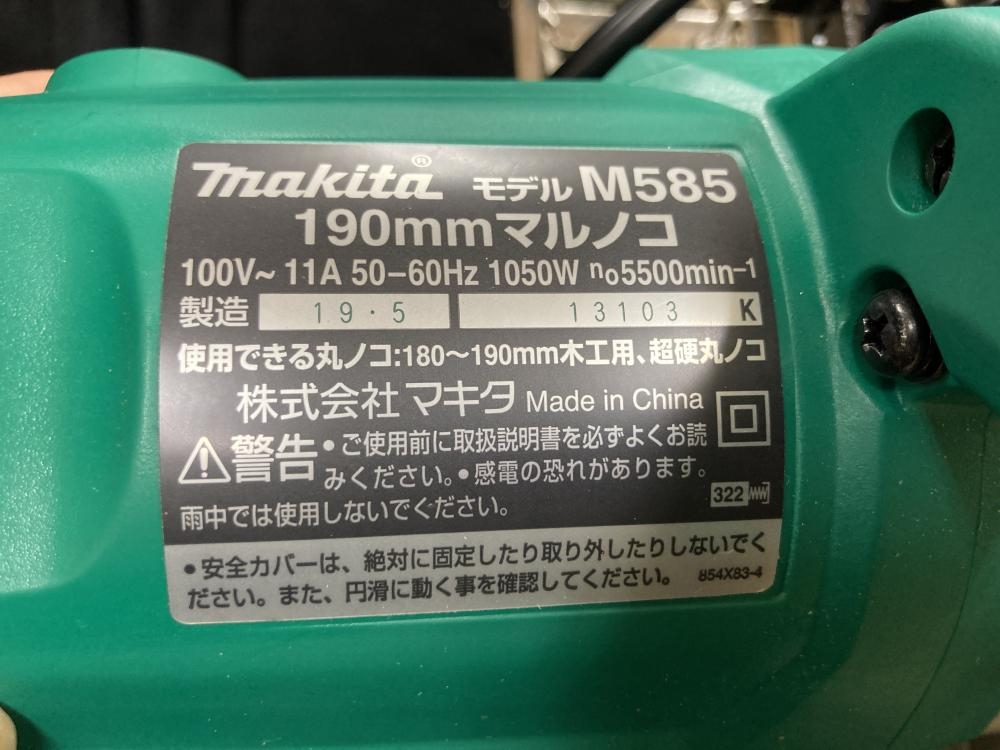 makita® モデル M585
190mmマルノコ
100V~ 11A 50-60Hz 1050W n₀5500min⁻¹
製造 19・5 13103 K
使用できる丸ノコ:180～190mm木工用、超硬丸ノコ
株式会社 マキタ Made in China
警告 •ご使用前に取扱説明書を必ずよくお読
みください。•感電の恐れがあります。
雨中では使用しないでください。
322
•安全カバーは、絶対に固定したり取り外したりしないでく
ださい。また、円滑に動く事を確認してください。 854X83-4